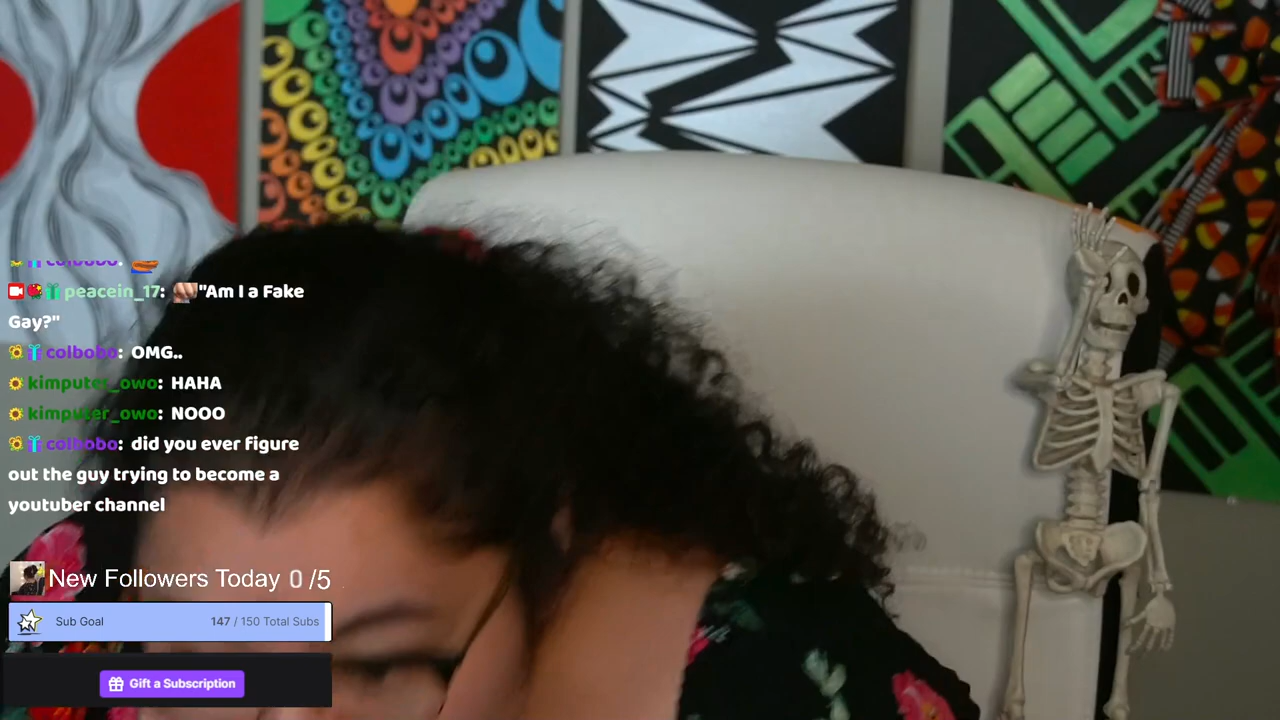 colbobo:
peacein_17: "Am I a Fake
Gay?"
colbobo: OMG..
kimputer_owo: HAHA
kimputer_owo: NOOO
colbobo: did you ever figure
out the guy trying to become a
youtuber channel
New Followers Today 0 /5
Sub Goal 147 / 150 Total Subs
Gift a Subscription